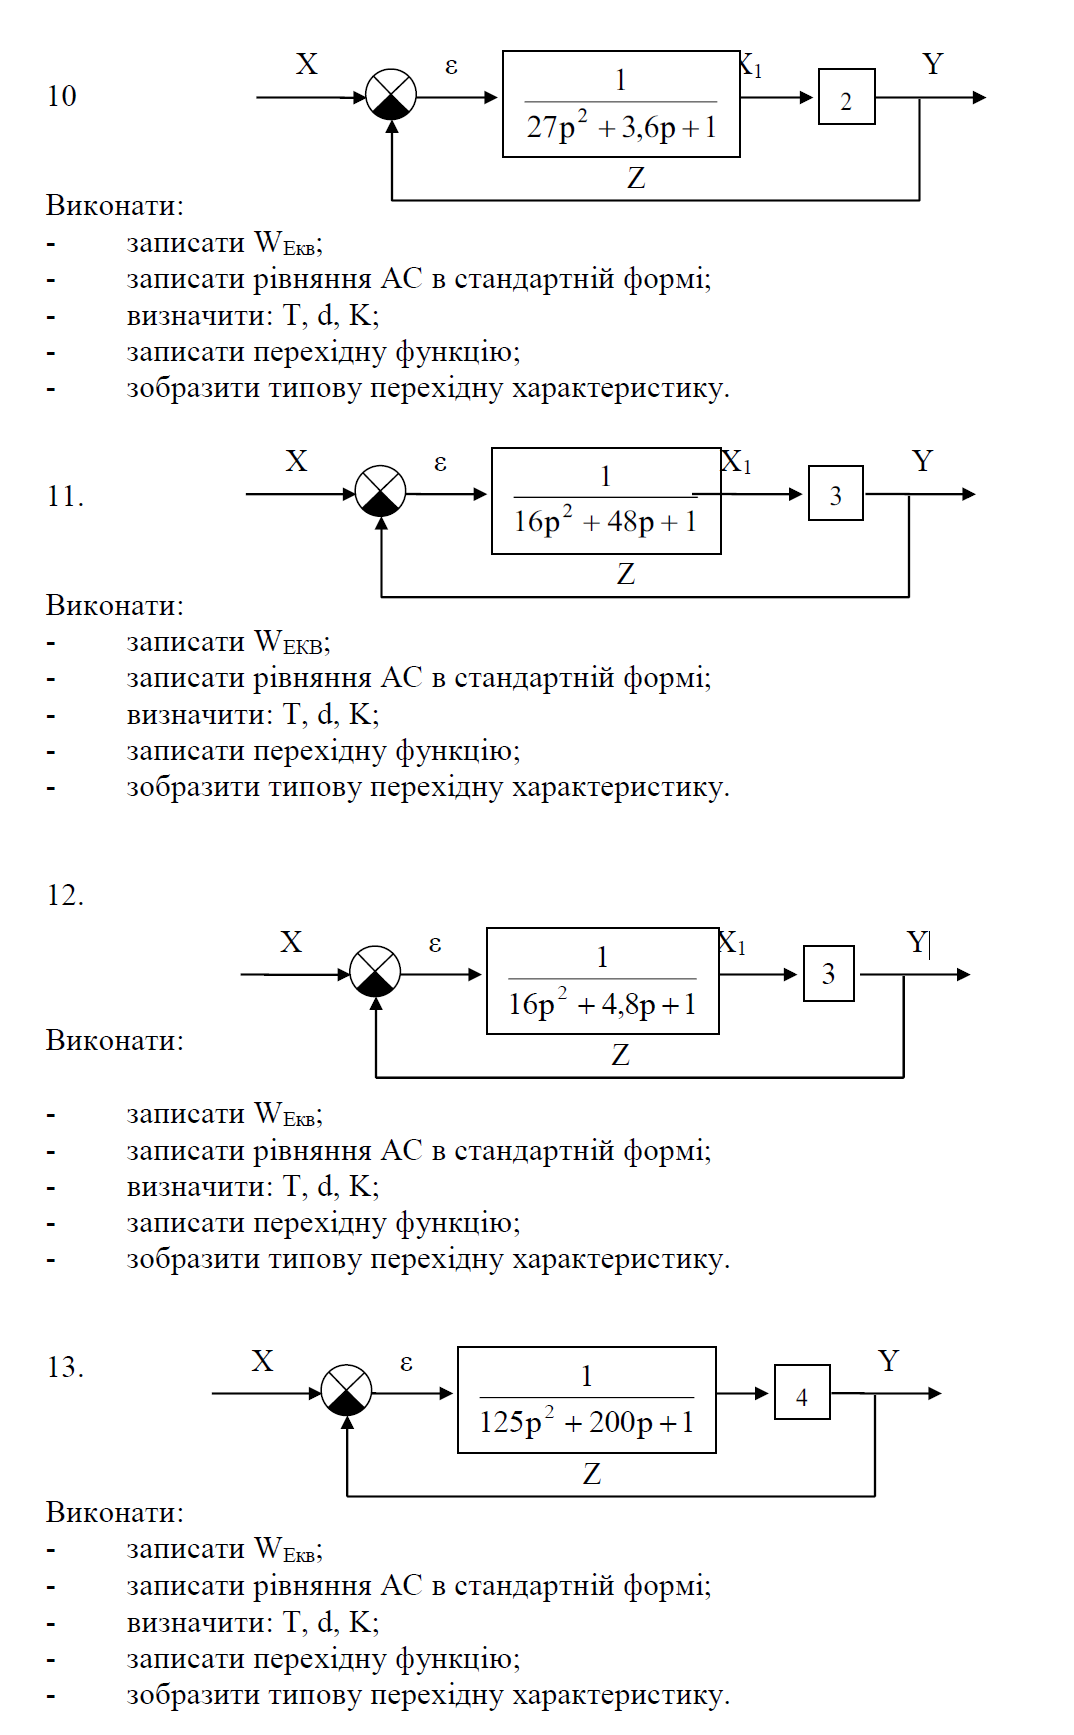 X ε X₁ Y
10 1 2
27p² + 3,6p + 1
Z
Виконати:
- записати WЕкв;
- записати рівняння АС в стандартній формі;
- визначити: T, d, K;
- записати перехідну функцію;
- зобразити типову перехідну характеристику.
X ε X₁ Y
11. 1 3
16p² + 48p + 1
Z
Виконати:
- записати WЕКВ;
- записати рівняння АС в стандартній формі;
- визначити: T, d, K;
- записати перехідну функцію;
- зобразити типову перехідну характеристику.
12.
X ε X₁ Y
1 3
16p² + 4,8p + 1
Виконати: Z
- записати WЕкв;
- записати рівняння АС в стандартній формі;
- визначити: T, d, K;
- записати перехідну функцію;
- зобразити типову перехідну характеристику.
13. X ε Y
1 4
125p² + 200p + 1
Z
Виконати:
- записати WЕкв;
- записати рівняння АС в стандартній формі;
- визначити: T, d, K;
- записати перехідну функцію;
- зобразити типову перехідну характеристику.